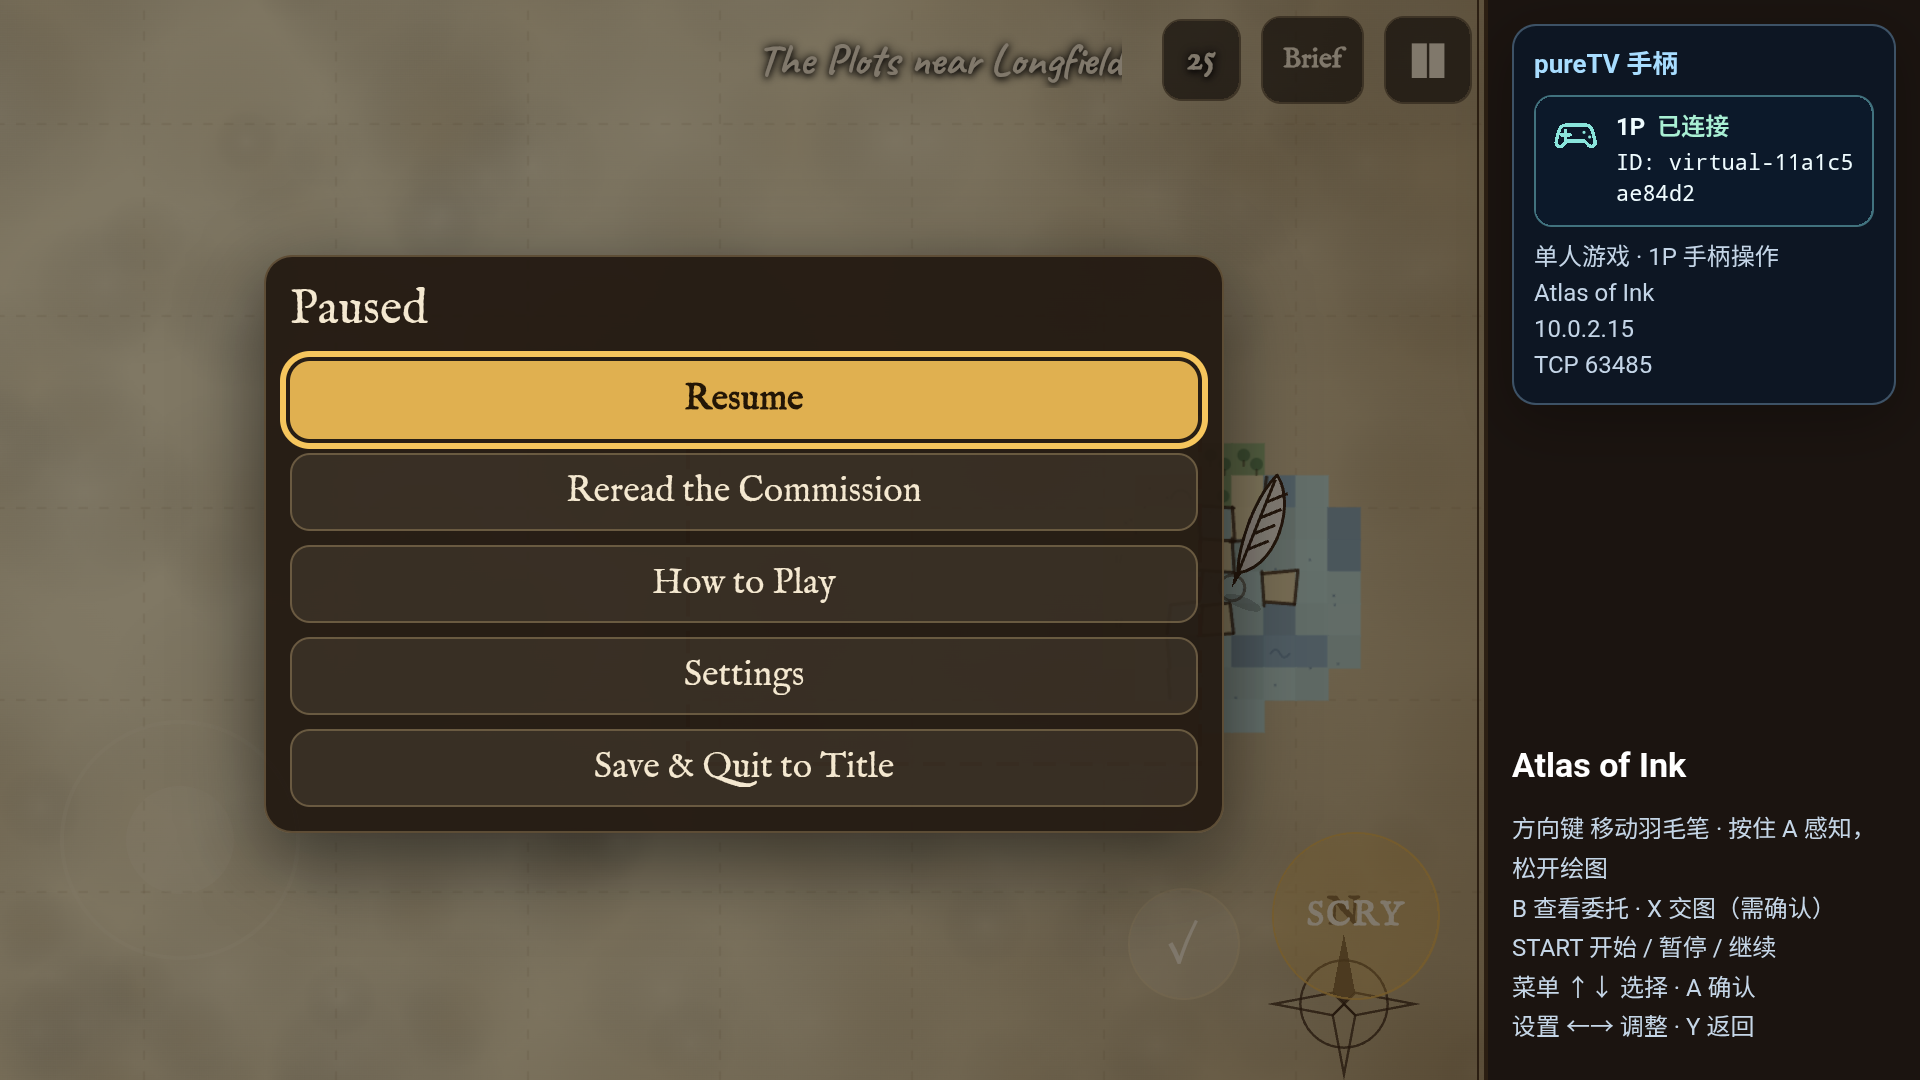 The Plots near Longfield
25
Brief
Paused
Resume
Reread the Commission
How to Play
Settings
Save & Quit to Title
SCRY
N
pureTV 手柄
1P 已连接
ID: virtual-11a1c5
ae84d2
单人游戏 · 1P 手柄操作
Atlas of Ink
10.0.2.15
TCP 63485
Atlas of Ink
方向键 移动羽毛笔 · 按住 A 感知，
松开绘图
B 查看委托 · X 交图（需确认）
START 开始 / 暂停 / 继续
菜单 ↑↓ 选择 · A 确认
设置 ←→ 调整 · Y 返回